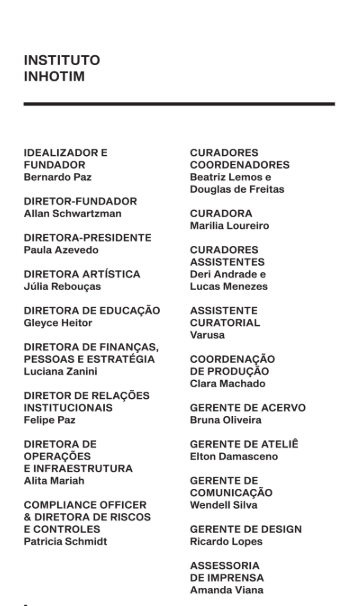 INSTITUTO
INHOTIM
IDEALIZADOR E
FUNDADOR
Bernardo Paz
DIRETOR-FUNDADOR
Allan Schwartzman
DIRETORA-PRESIDENTE
Paula Azevedo
DIRETORA ARTÍSTICA
Júlia Rebouças
DIRETORA DE EDUCAÇÃO
Gleyce Heitor
DIRETORA DE FINANÇAS,
PESSOAS E ESTRATÉGIA
Luciana Zanini
DIRETOR DE RELAÇÕES
INSTITUCIONAIS
Felipe Paz
DIRETORA DE
OPERAÇÕES
E INFRAESTRUTURA
Alita Mariah
COMPLIANCE OFFICER
& DIRETORA DE RISCOS
E CONTROLES
Patricia Schmidt
CURADORES
COORDENADORES
Beatriz Lemos e
Douglas de Freitas
CURADORA
Marilia Loureiro
CURADORES
ASSISTENTES
Deri Andrade e
Lucas Menezes
ASSISTENTE
CURATORIAL
Varusa
COORDENAÇÃO
DE PRODUÇÃO
Clara Machado
GERENTE DE ACERVO
Bruna Oliveira
GERENTE DE ATELIÊ
Elton Damasceno
GERENTE DE
COMUNICAÇÃO
Wendell Silva
GERENTE DE DESIGN
Ricardo Lopes
ASSESSORIA
DE IMPRENSA
Amanda Viana